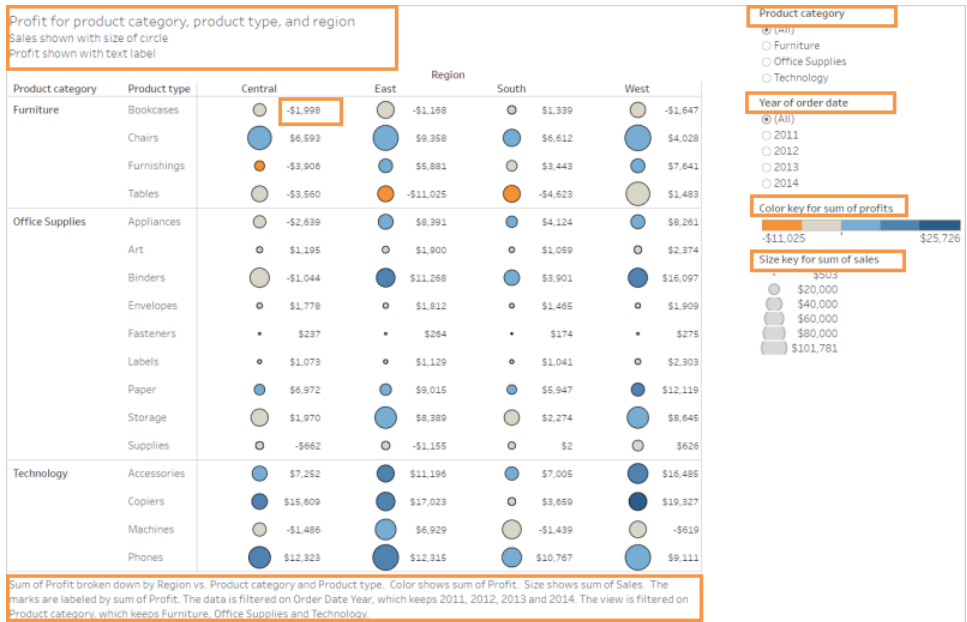 Profit for product category, product type, and region
Sales shown with size of circle
Profit shown with text label
Region
Product category Product type Central East South West
Furniture Bookcases -$1,998 -$1,168 $1,339 -$1,647
Chairs $6,593 $9,358 $6,612 $4,028
Furnishings -$3,906 $5,881 $3,443 $7,641
Tables -$3,560 -$11,025 -$4,623 $1,483
Office Supplies Appliances -$2,639 $8,391 $4,124 $8,261
Art $1,195 $1,900 $1,059 $2,374
Binders -$1,044 $11,268 $3,901 $16,097
Envelopes $1,778 $1,812 $1,465 $1,909
Fasteners $237 $264 $174 $275
Labels $1,073 $1,129 $1,041 $2,303
Paper $6,972 $9,015 $5,947 $12,119
Storage $1,970 $8,389 $2,274 $8,645
Supplies -$662 -$1,155 $2 $626
Technology Accessories $7,252 $11,196 $7,005 $16,485
Copiers $15,609 $17,023 $3,659 $19,327
Machines -$1,486 $6,929 -$1,439 -$619
Phones $12,323 $12,315 $10,767 $9,111
Sum of Profit broken down by Region vs. Product category and Product type. Color shows sum of Profit. Size shows sum of Sales. The
marks are labeled by sum of Profit. The data is filtered on Order Date Year, which keeps 2011, 2012, 2013 and 2014. The view is filtered on
Product category, which keeps Furniture, Office Supplies and Technology.
Product category
(All)
Furniture
Office Supplies
Technology
Year of order date
(All)
2011
2012
2013
2014
Color key for sum of profits
-$11,025 $25,726
Size key for sum of sales
$503
$20,000
$40,000
$60,000
$80,000
$101,781